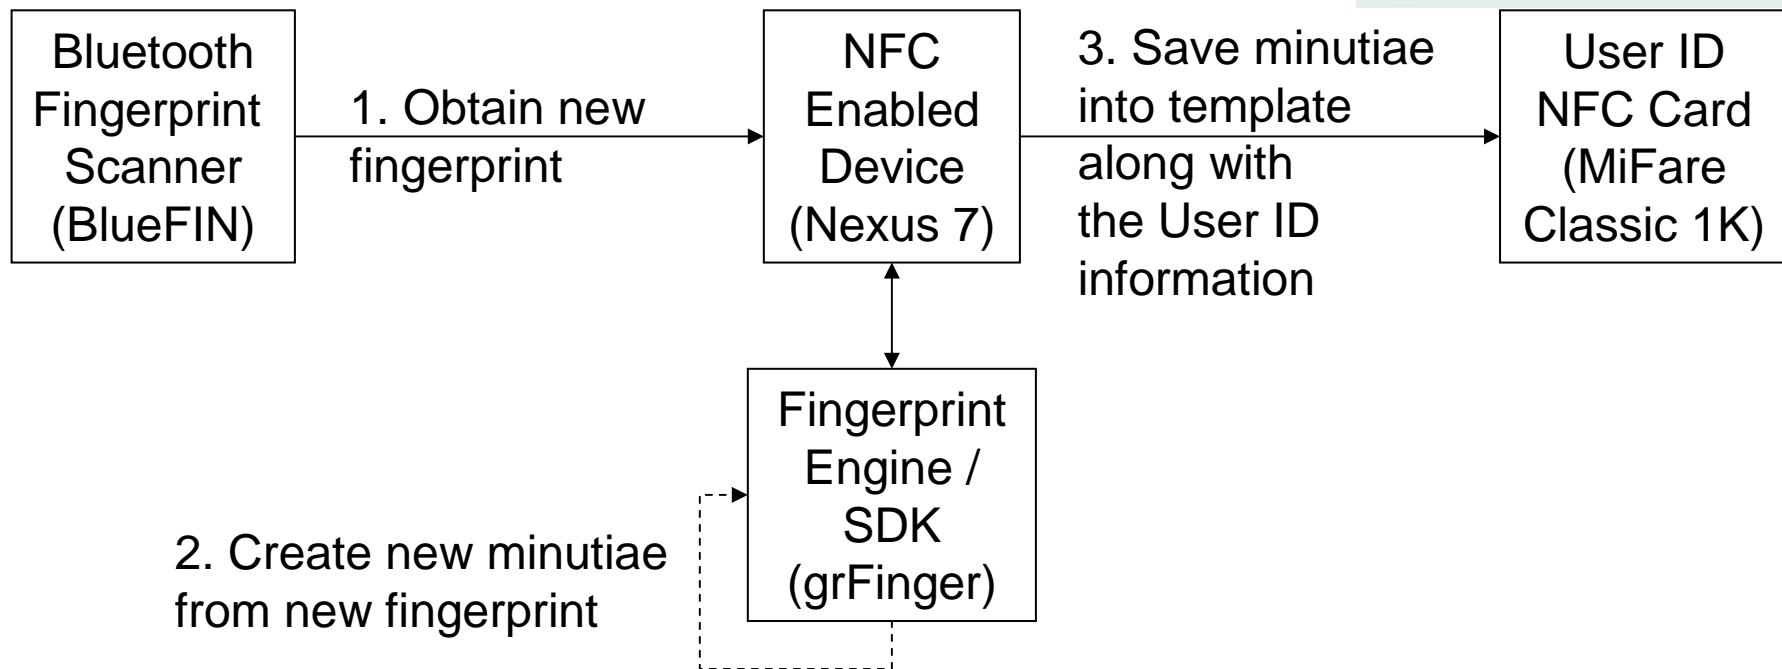 Bluetooth
Fingerprint
Scanner
(BlueFIN)
1. Obtain new
fingerprint
NFC
Enabled
Device
(Nexus 7)
3. Save minutiae
into template
along with
the User ID
information
User ID
NFC Card
(MiFare
Classic 1K)
Fingerprint
Engine /
SDK
(grFinger)
2. Create new minutiae
from new fingerprint